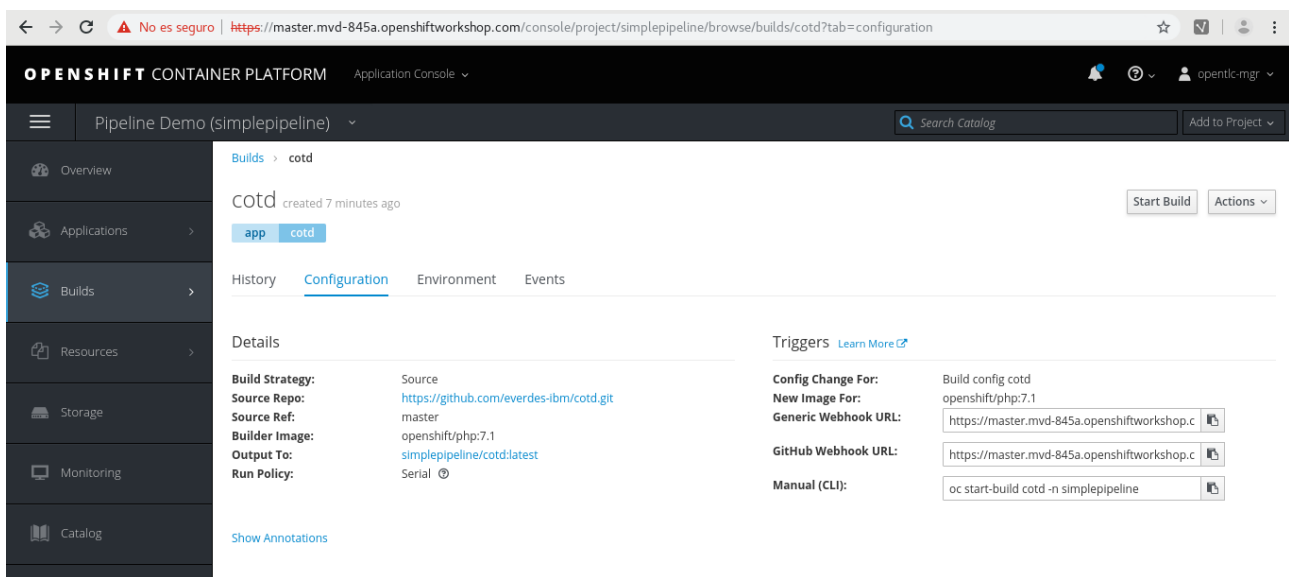 No es seguro | https://master.mvd-845a.openshiftworkshop.com/console/project/simplepipeline/browse/builds/cotd?tab=configuration
OPENSHIFT CONTAINER PLATFORM Application Console opentlc-mgr
Pipeline Demo (simplepipeline) Search Catalog Add to Project
Overview
Applications
Builds
Resources
Storage
Monitoring
Catalog
Builds > cotd
cotd created 7 minutes ago
Start Build Actions
app cotd
History Configuration Environment Events
Details
Build Strategy: Source
Source Repo: https://github.com/everdes-ibm/cotd.git
Source Ref: master
Builder Image: openshift/php:7.1
Output To: simplepipeline/cotd:latest
Run Policy: Serial
Show Annotations
Triggers Learn More
Config Change For: Build config cotd
New Image For: openshift/php:7.1
Generic Webhook URL: https://master.mvd-845a.openshiftworkshop.c
GitHub Webhook URL: https://master.mvd-845a.openshiftworkshop.c
Manual (CLI): oc start-build cotd -n simplepipeline